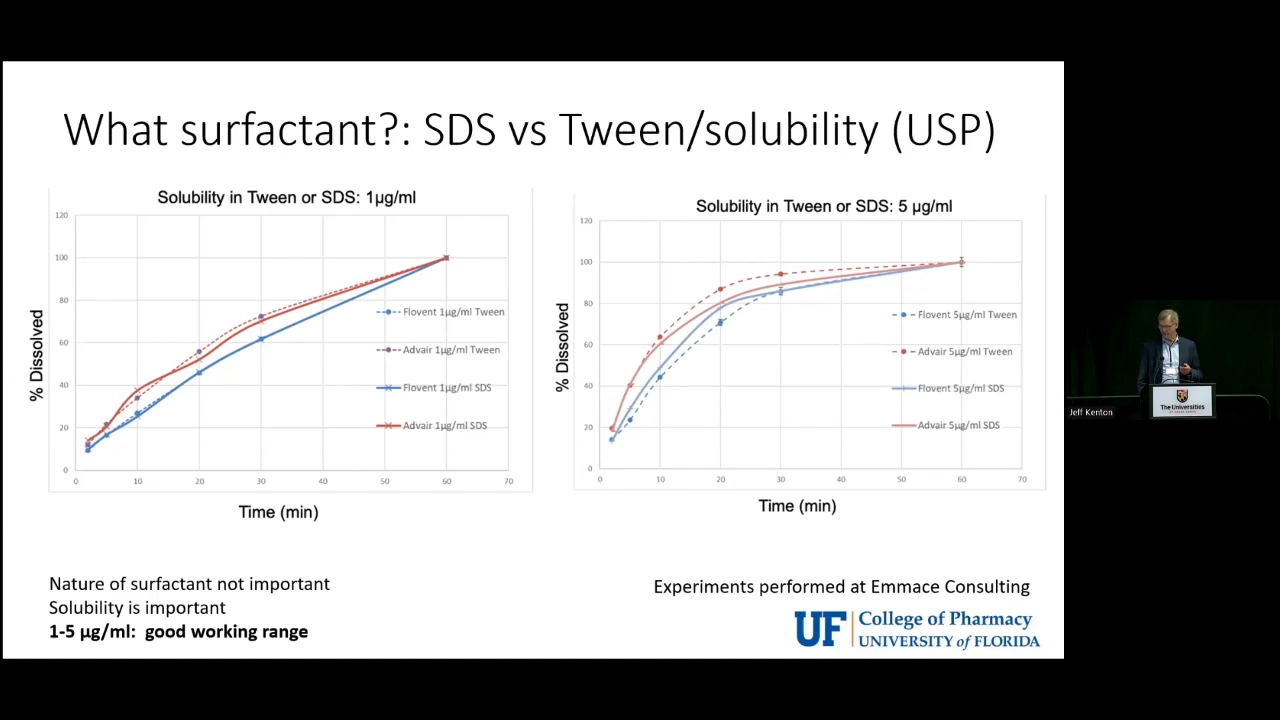 What surfactant?: SDS vs Tween/solubility (USP)
Solubility in Tween or SDS: 1µg/ml
120
100
80
60
40
20
0
0 10 20 30 40 50 60 70
% Dissolved
Time (min)
Flovent 1µg/ml Tween
Advair 1µg/ml Tween
Flovent 1µg/ml SDS
Advair 1µg/ml SDS
Solubility in Tween or SDS: 5 µg/ml
120
100
80
60
40
20
0
0 10 20 30 40 50 60 70
% Dissolved
Time (min)
Flovent 5µg/ml Tween
Advair 5µg/ml Tween
Flovent 5µg/ml SDS
Advair 5µg/ml SDS
Nature of surfactant not important
Solubility is important
1-5 µg/ml: good working range
Experiments performed at Emmace Consulting
UF College of Pharmacy
UNIVERSITY of FLORIDA
Jeff Kenton
The Universities